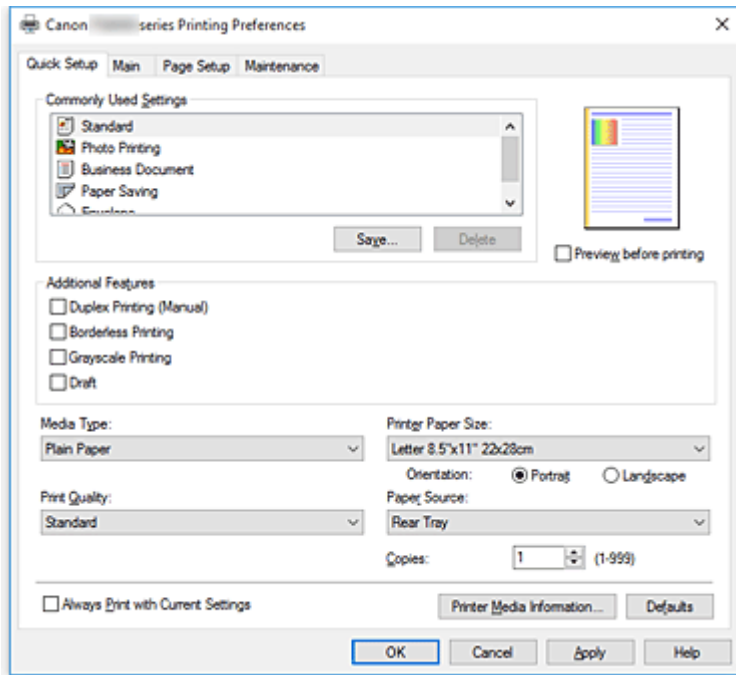 Canon series Printing Preferences
Quick Setup Main Page Setup Maintenance
Commonly Used Settings
Standard
Photo Printing
Business Document
Paper Saving
Envelope
Save... Delete
Preview before printing
Additional Features
Duplex Printing (Manual)
Borderless Printing
Grayscale Printing
Draft
Media Type: Printer Paper Size:
Plain Paper Letter 8.5"x11" 22x28cm
Orientation: Portrait Landscape
Print Quality: Paper Source:
Standard Rear Tray
Copies: 1 (1-999)
Always Print with Current Settings Printer Media Information... Defaults
OK Cancel Apply Help